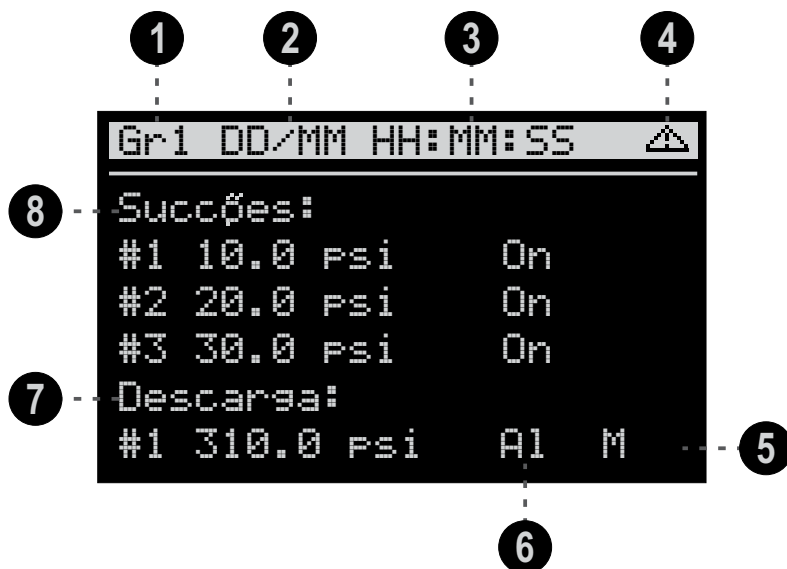 1 2 3 4
Gr1 DD/MM HH:MM:SS
8 Succões:
#1 10.0 psi On
#2 20.0 psi On
#3 30.0 psi On
7 Descarga:
#1 310.0 psi Al M 5
6